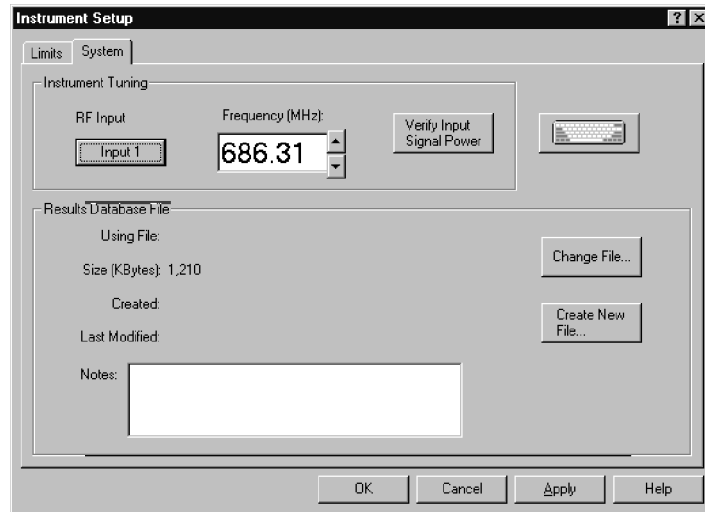 Instrument Setup
? X
Limits System
Instrument Tuning
RF Input
Input 1
Frequency (MHz):
686.31
Verify Input
Signal Power
Results Database File
Using File:
Size (KBytes): 1,210
Created:
Last Modified:
Notes:
Change File...
Create New
File...
OK Cancel Apply Help